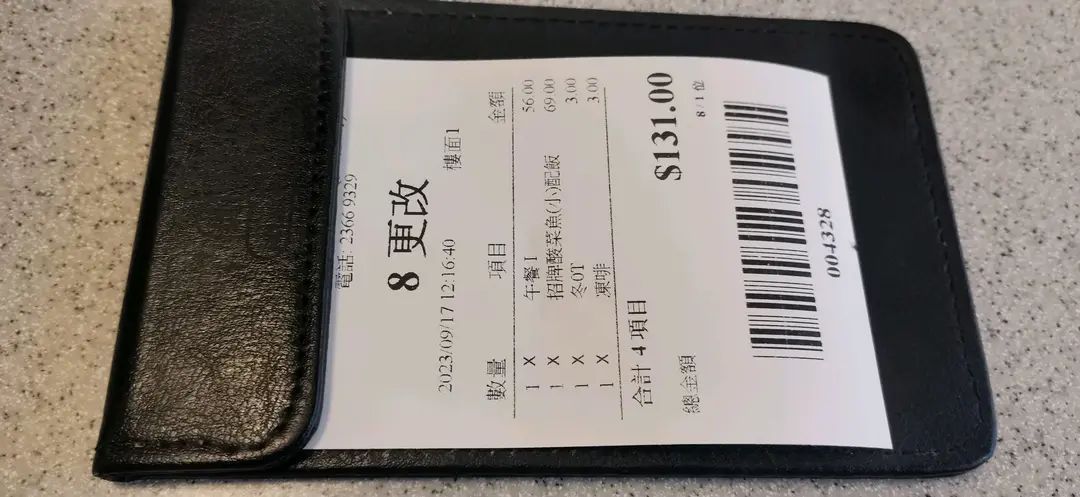 電話: 2366 9329
8 更改
2023/09/17 12:16:40 樓面1
數量 項目 金額
1 X 午餐 I 56.00
1 X 招牌酸菜魚(小)配飯 69.00
1 X 冬OT 3.00
1 X 凍啡 3.00
合計 4 項目
總金額 $131.00
8 / 1 位
004328